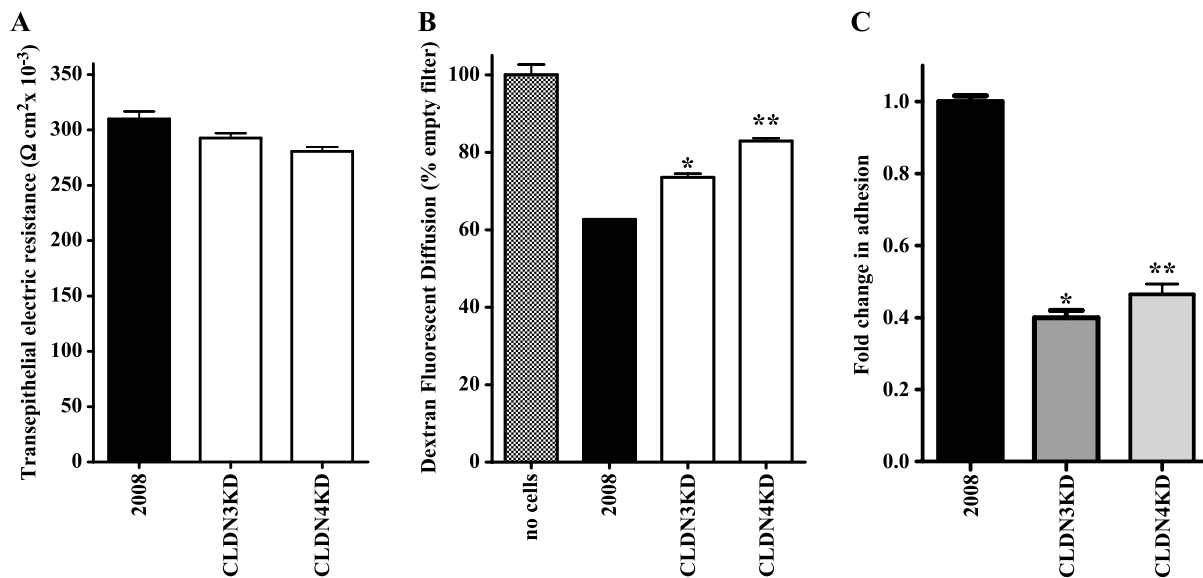 A
Transepithelial electric resistance (Ω cm²x 10⁻³)
350
300
250
200
150
100
50
0
2008
CLDN3KD
CLDN4KD
B
Dextran Fluorescent Diffusion (% empty filter)
100
80
60
40
20
0
*
**
no cells
2008
CLDN3KD
CLDN4KD
C
Fold change in adhesion
1.0
0.8
0.6
0.4
0.2
0.0
*
**
2008
CLDN3KD
CLDN4KD